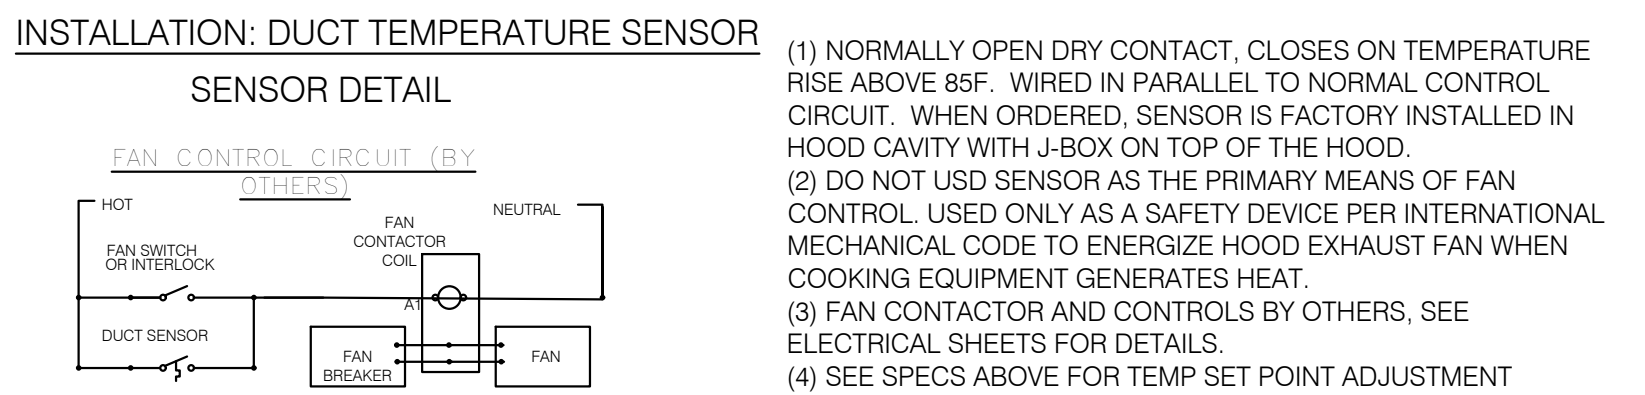 INSTALLATION: DUCT TEMPERATURE SENSOR
SENSOR DETAIL
FAN CONTROL CIRCUIT (BY
OTHERS)
HOT
NEUTRAL
FAN
CONTACTOR
COIL
FAN SWITCH
OR INTERLOCK
A1
DUCT SENSOR
FAN
BREAKER
FAN
(1) NORMALLY OPEN DRY CONTACT, CLOSES ON TEMPERATURE
RISE ABOVE 85F. WIRED IN PARALLEL TO NORMAL CONTROL
CIRCUIT. WHEN ORDERED, SENSOR IS FACTORY INSTALLED IN
HOOD CAVITY WITH J-BOX ON TOP OF THE HOOD.
(2) DO NOT USD SENSOR AS THE PRIMARY MEANS OF FAN
CONTROL. USED ONLY AS A SAFETY DEVICE PER INTERNATIONAL
MECHANICAL CODE TO ENERGIZE HOOD EXHAUST FAN WHEN
COOKING EQUIPMENT GENERATES HEAT.
(3) FAN CONTACTOR AND CONTROLS BY OTHERS, SEE
ELECTRICAL SHEETS FOR DETAILS.
(4) SEE SPECS ABOVE FOR TEMP SET POINT ADJUSTMENT